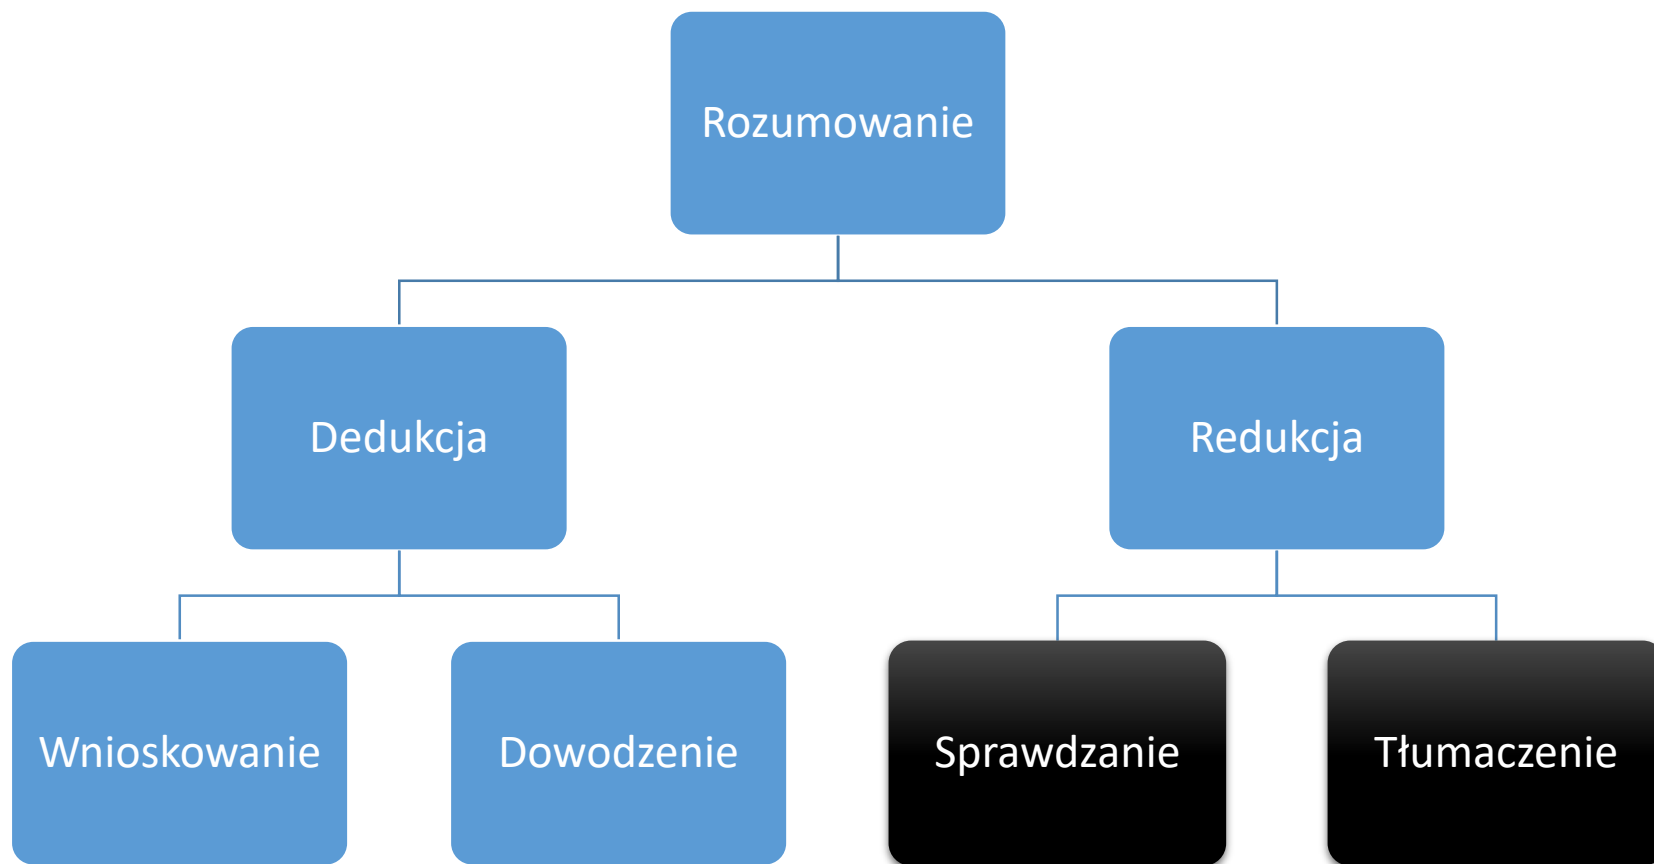 Rozumowanie
Dedukcja
Redukcja
Wnioskowanie
Dowodzenie
Sprawdzanie
Tłumaczenie